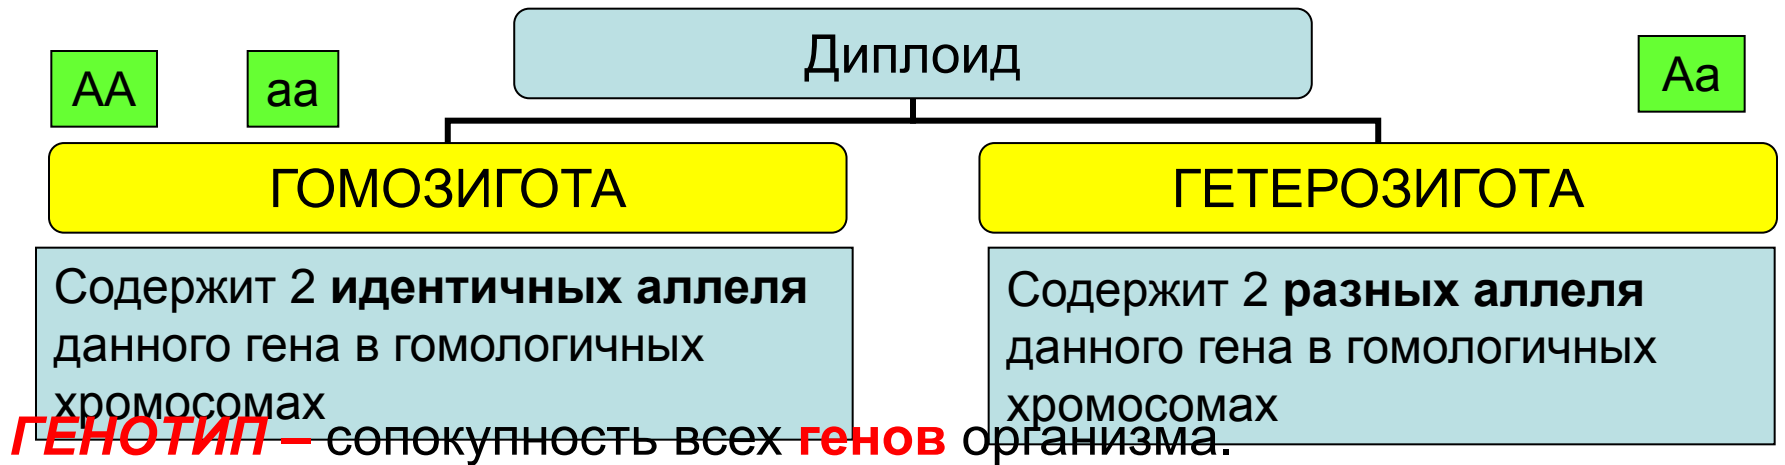 Диплоид
АА
аа
Аа
ГОМОЗИГОТА
ГЕТЕРОЗИГОТА
Содержит 2 идентичных аллеля
данного гена в гомологичных
хромосомах
Содержит 2 разных аллеля
данного гена в гомологичных
хромосомах
ГЕНОТИП – сопокупность всех генов организма.